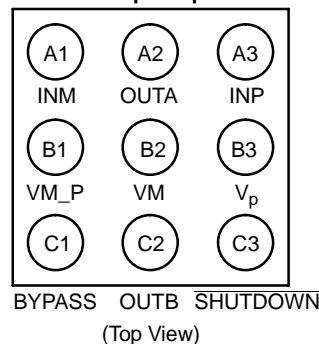 A1 A2 A3
INM OUTA INP
B1 B2 B3
VM_P VM Vp
C1 C2 C3
BYPASS OUTB SHUTDOWN
(Top View)